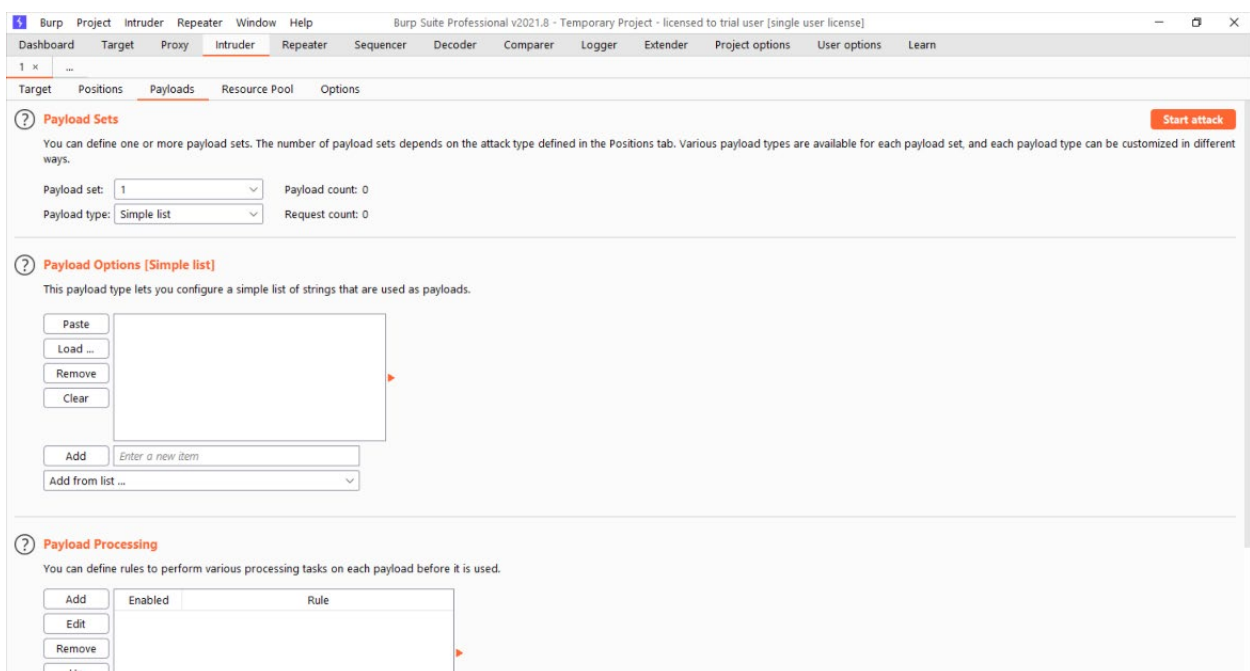 Burp Project Intruder Repeater Window Help Burp Suite Professional v2021.8 - Temporary Project - licensed to trial user [single user license]
Dashboard Target Proxy Intruder Repeater Sequencer Decoder Comparer Logger Extender Project options User options Learn
1 × ...
Target Positions Payloads Resource Pool Options
? Payload Sets Start attack
You can define one or more payload sets. The number of payload sets depends on the attack type defined in the Positions tab. Various payload types are available for each payload set, and each payload type can be customized in different
ways.
Payload set: 1 Payload count: 0
Payload type: Simple list Request count: 0
? Payload Options [Simple list]
This payload type lets you configure a simple list of strings that are used as payloads.
Paste
Load ...
Remove
Clear
Add Enter a new item
Add from list ...
? Payload Processing
You can define rules to perform various processing tasks on each payload before it is used.
Add Enabled Rule
Edit
Remove